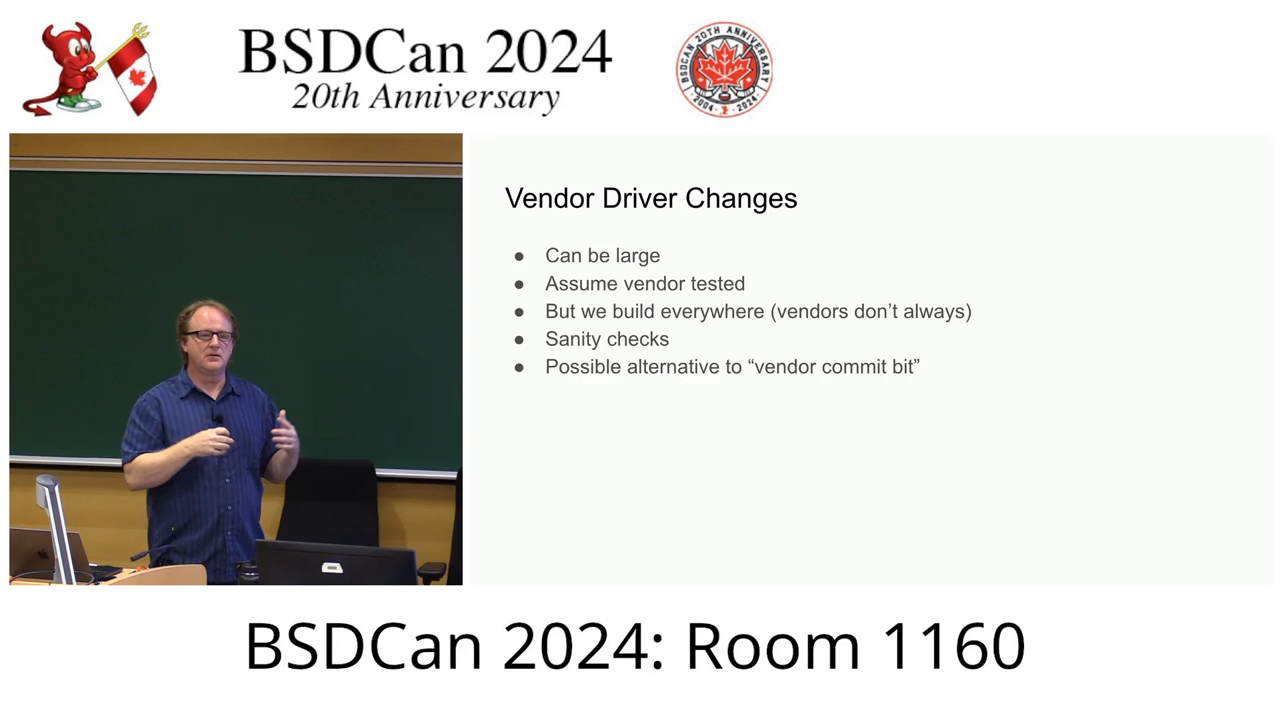 BSDCan 2024
20th Anniversary
BSDCAN 20TH ANNIVERSARY
2004 - 2024
Vendor Driver Changes
● Can be large
● Assume vendor tested
● But we build everywhere (vendors don’t always)
● Sanity checks
● Possible alternative to “vendor commit bit”
BSDCan 2024: Room 1160